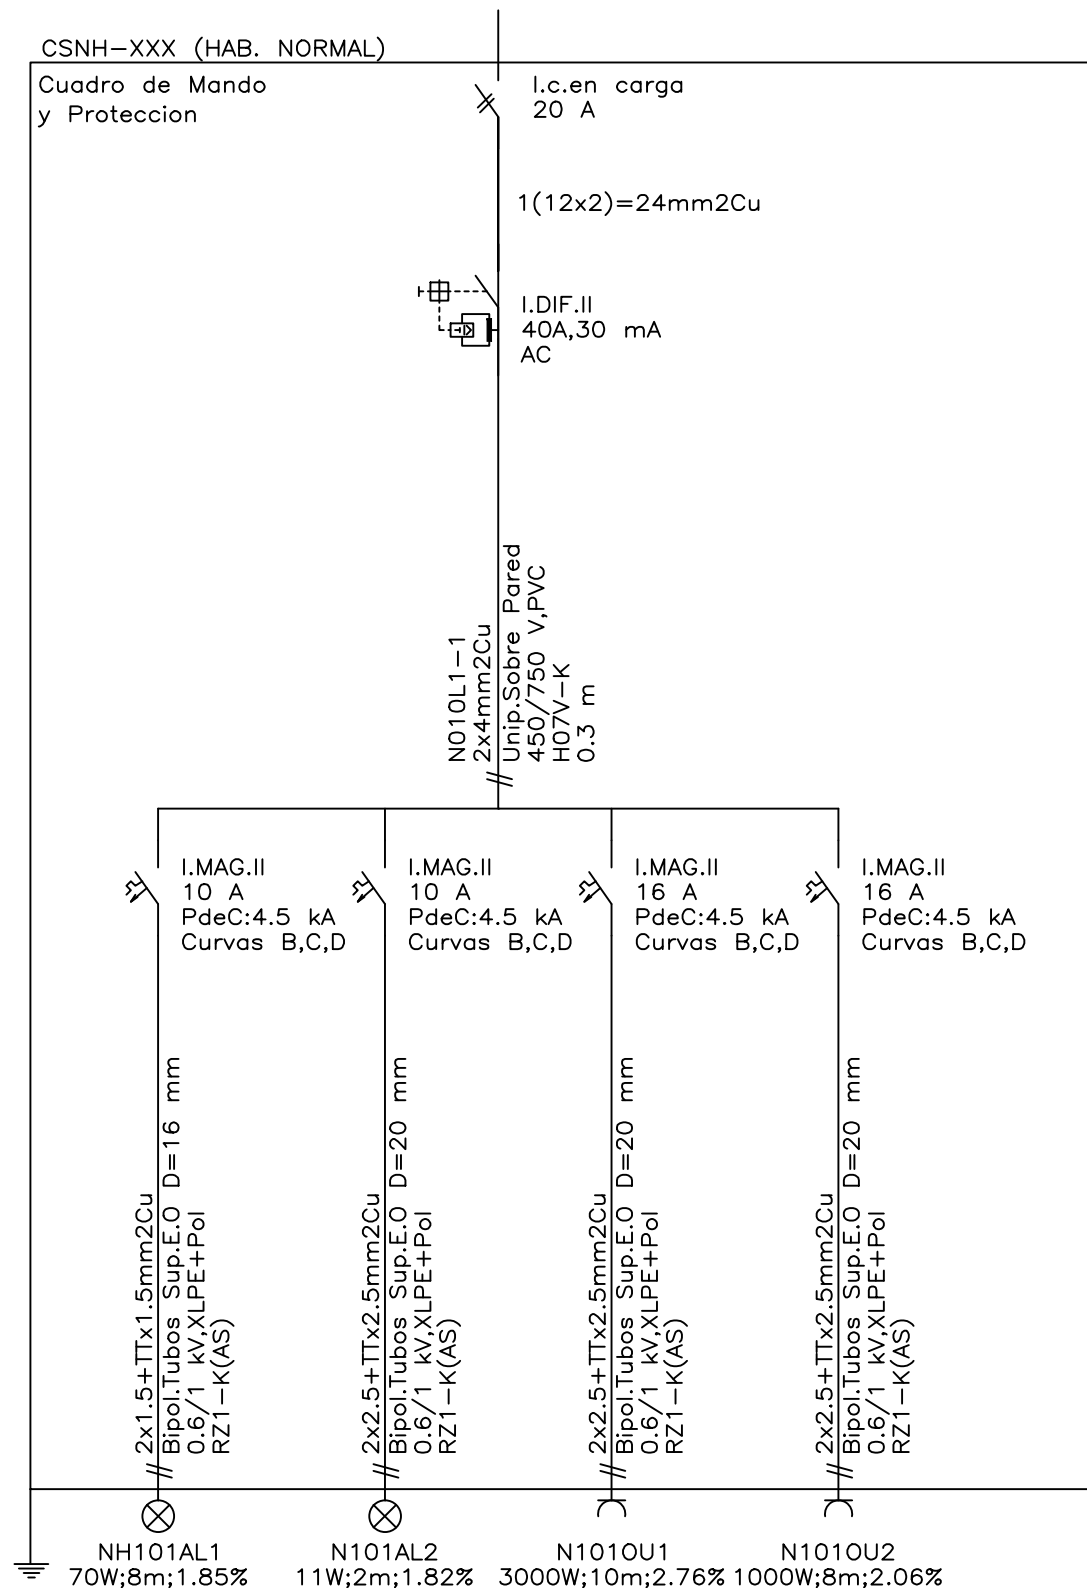 CSNH-XXX (HAB. NORMAL)
Cuadro de Mando
y Proteccion
I.c.en carga
20 A
1(12x2)=24mm2Cu
I.DIF.II
40A,30 mA
AC
N010L1-1
2x4mm2Cu
Unip.Sobre Pared
450/750 V,PVC
H07V-K
0.3 m
I.MAG.II
10 A
PdeC:4.5 kA
Curvas B,C,D
I.MAG.II
10 A
PdeC:4.5 kA
Curvas B,C,D
I.MAG.II
16 A
PdeC:4.5 kA
Curvas B,C,D
I.MAG.II
16 A
PdeC:4.5 kA
Curvas B,C,D
2x1.5+TTx1.5mm2Cu
Bipol.Tubos Sup.E.O D=16 mm
0.6/1 kV,XLPE+Pol
RZ1-K(AS)
2x2.5+TTx2.5mm2Cu
Bipol.Tubos Sup.E.O D=20 mm
0.6/1 kV,XLPE+Pol
RZ1-K(AS)
2x2.5+TTx2.5mm2Cu
Bipol.Tubos Sup.E.O D=20 mm
0.6/1 kV,XLPE+Pol
RZ1-K(AS)
2x2.5+TTx2.5mm2Cu
Bipol.Tubos Sup.E.O D=20 mm
0.6/1 kV,XLPE+Pol
RZ1-K(AS)
NH101AL1
70W;8m;1.85%
N101AL2
11W;2m;1.82%
N101OU1
3000W;10m;2.76%
N101OU2
1000W;8m;2.06%